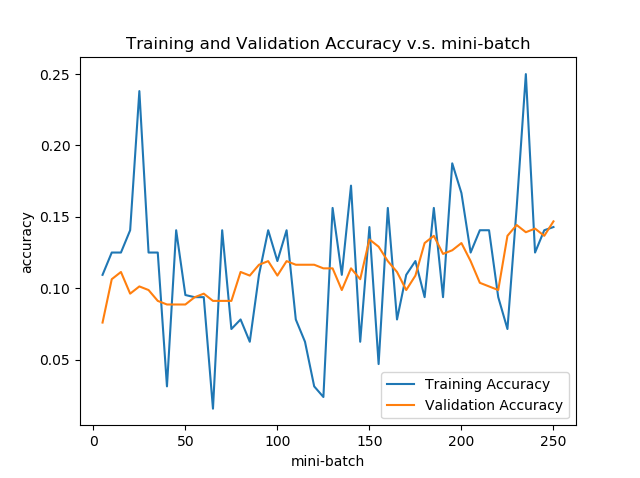 Training and Validation Accuracy v.s. mini-batch
0.25
0.20
0.15
0.10
0.05
accuracy
Training Accuracy
Validation Accuracy
0 50 100 150 200 250
mini-batch